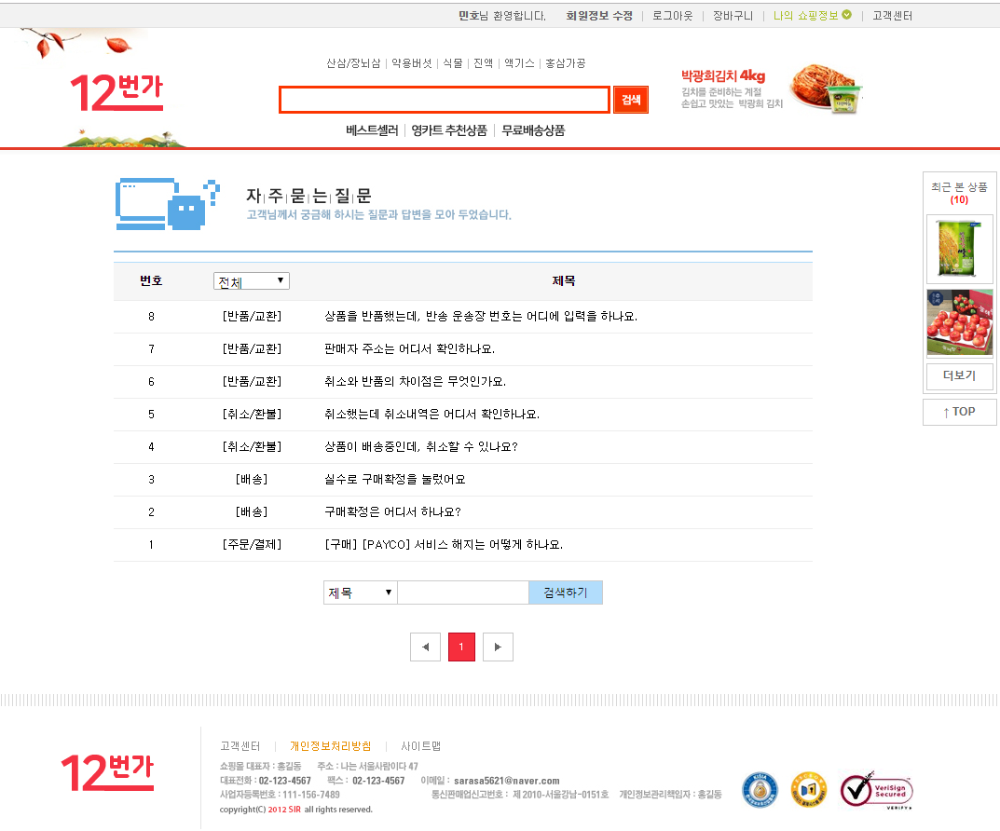 민호님 환영합니다. 회원정보 수정 | 로그아웃 | 장바구니 | 나의 쇼핑정보 | 고객센터
산삼/장뇌삼 | 약용버섯 | 식물 | 진액 | 액기스 | 홍삼가공
12번가
검색
박광희김치 4kg
김치를 준비하는 계절
손쉽고 맛있는 박광희 김치
베스트셀러 | 영카트 추천상품 | 무료배송상품
자주묻는질문
고객님께서 궁금해 하시는 질문과 답변을 모아 두었습니다.
최근 본 상품
(10)
번호 전체 ▼ 제목
8 [반품/교환] 상품을 반품했는데, 반송 운송장 번호는 어디에 입력을 하나요.
7 [반품/교환] 판매자 주소는 어디서 확인하나요.
6 [반품/교환] 취소와 반품의 차이점은 무엇인가요.
5 [취소/환불] 취소했는데 취소내역은 어디서 확인하나요.
4 [취소/환불] 상품이 배송중인데, 취소할 수 있나요?
3 [배송] 실수로 구매확정을 눌렀어요
2 [배송] 구매확정은 어디서 하나요?
1 [주문/결제] [구매] [PAYCO] 서비스 해지는 어떻게 하나요.
더보기
↑ TOP
제목 ▼ 검색하기
◀ 1 ▶
12번가
고객센터 | 개인정보처리방침 | 사이트맵
쇼핑몰 대표자 : 홍길동 주소 : 나는 서울사람이다 47
대표전화 : 02-123-4567 팩스 : 02-123-4567 이메일 : sarasa5621@naver.com
사업자등록번호 : 111-156-7489 통신판매업신고번호 : 제 2010-서울강남-0151호 개인정보관리책임자 : 홍길동
copyright(C) 2012 SIR all rights reserved.
VeriSign
Secured
VERIFY▶